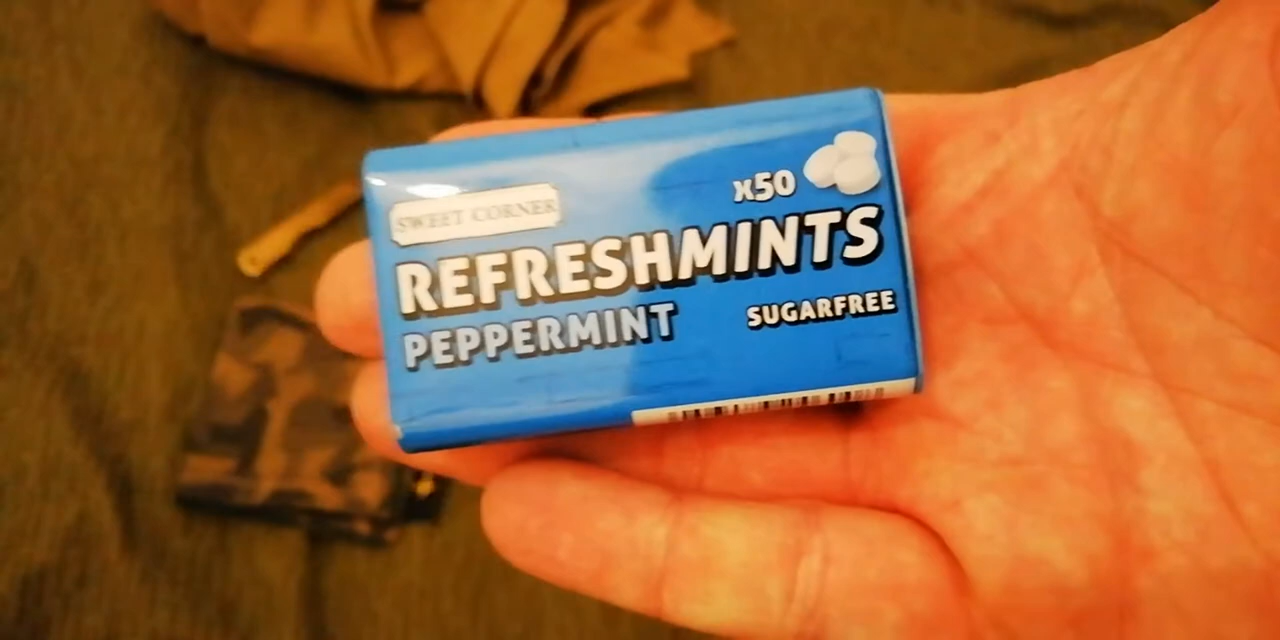 SWEET CORNER
x50
REFRESHMINTS
PEPPERMINT
SUGARFREE